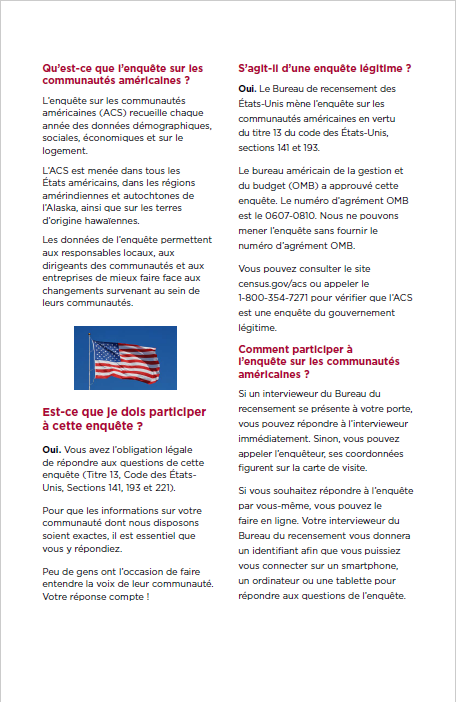 Qu'est-ce que l'enquête sur les
communautés américaines ?
L'enquête sur les communautés
américaines (ACS) recueille chaque
année des données démographiques,
sociales, économiques et sur le
logement.
L'ACS est menée dans tous les
États américains, dans les régions
amérindiennes et autochtones de
l'Alaska, ainsi que sur les terres
d'origine hawaïennes.
Les données de l'enquête permettent
aux responsables locaux, aux
dirigeants des communautés et aux
entreprises de mieux faire face aux
changements survenant au sein de
leurs communautés.
Est-ce que je dois participer
à cette enquête ?
Oui. Vous avez l'obligation légale
de répondre aux questions de cette
enquête (Titre 13, Code des États-
Unis, Sections 141, 193 et 221).
Pour que les informations sur votre
communauté dont nous disposons
soient exactes, il est essentiel que
vous y répondiez.
Peu de gens ont l'occasion de faire
entendre la voix de leur communauté.
Votre réponse compte !
S'agit-il d'une enquête légitime ?
Oui. Le Bureau de recensement des
États-Unis mène l'enquête sur les
communautés américaines en vertu
du titre 13 du code des États-Unis,
sections 141 et 193.
Le bureau américain de la gestion et
du budget (OMB) a approuvé cette
enquête. Le numéro d'agrément OMB
est le 0607-0810. Nous ne pouvons
mener l'enquête sans fournir le
numéro d'agrément OMB.
Vous pouvez consulter le site
census.gov/acs ou appeler le
1-800-354-7271 pour vérifier que l'ACS
est une enquête du gouvernement
légitime.
Comment participer à
l'enquête sur les communautés
américaines ?
Si un intervieweur du Bureau du
recensement se présente à votre porte,
vous pouvez répondre à l'intervieweur
immédiatement. Sinon, vous pouvez
appeler l'enquêteur, ses coordonnées
figurent sur la carte de visite.
Si vous souhaitez répondre à l'enquête
par vous-même, vous pouvez le
faire en ligne. Votre intervieweur du
Bureau du recensement vous donnera
un identifiant afin que vous puissiez
vous connecter sur un smartphone,
un ordinateur ou une tablette pour
répondre aux questions de l'enquête.